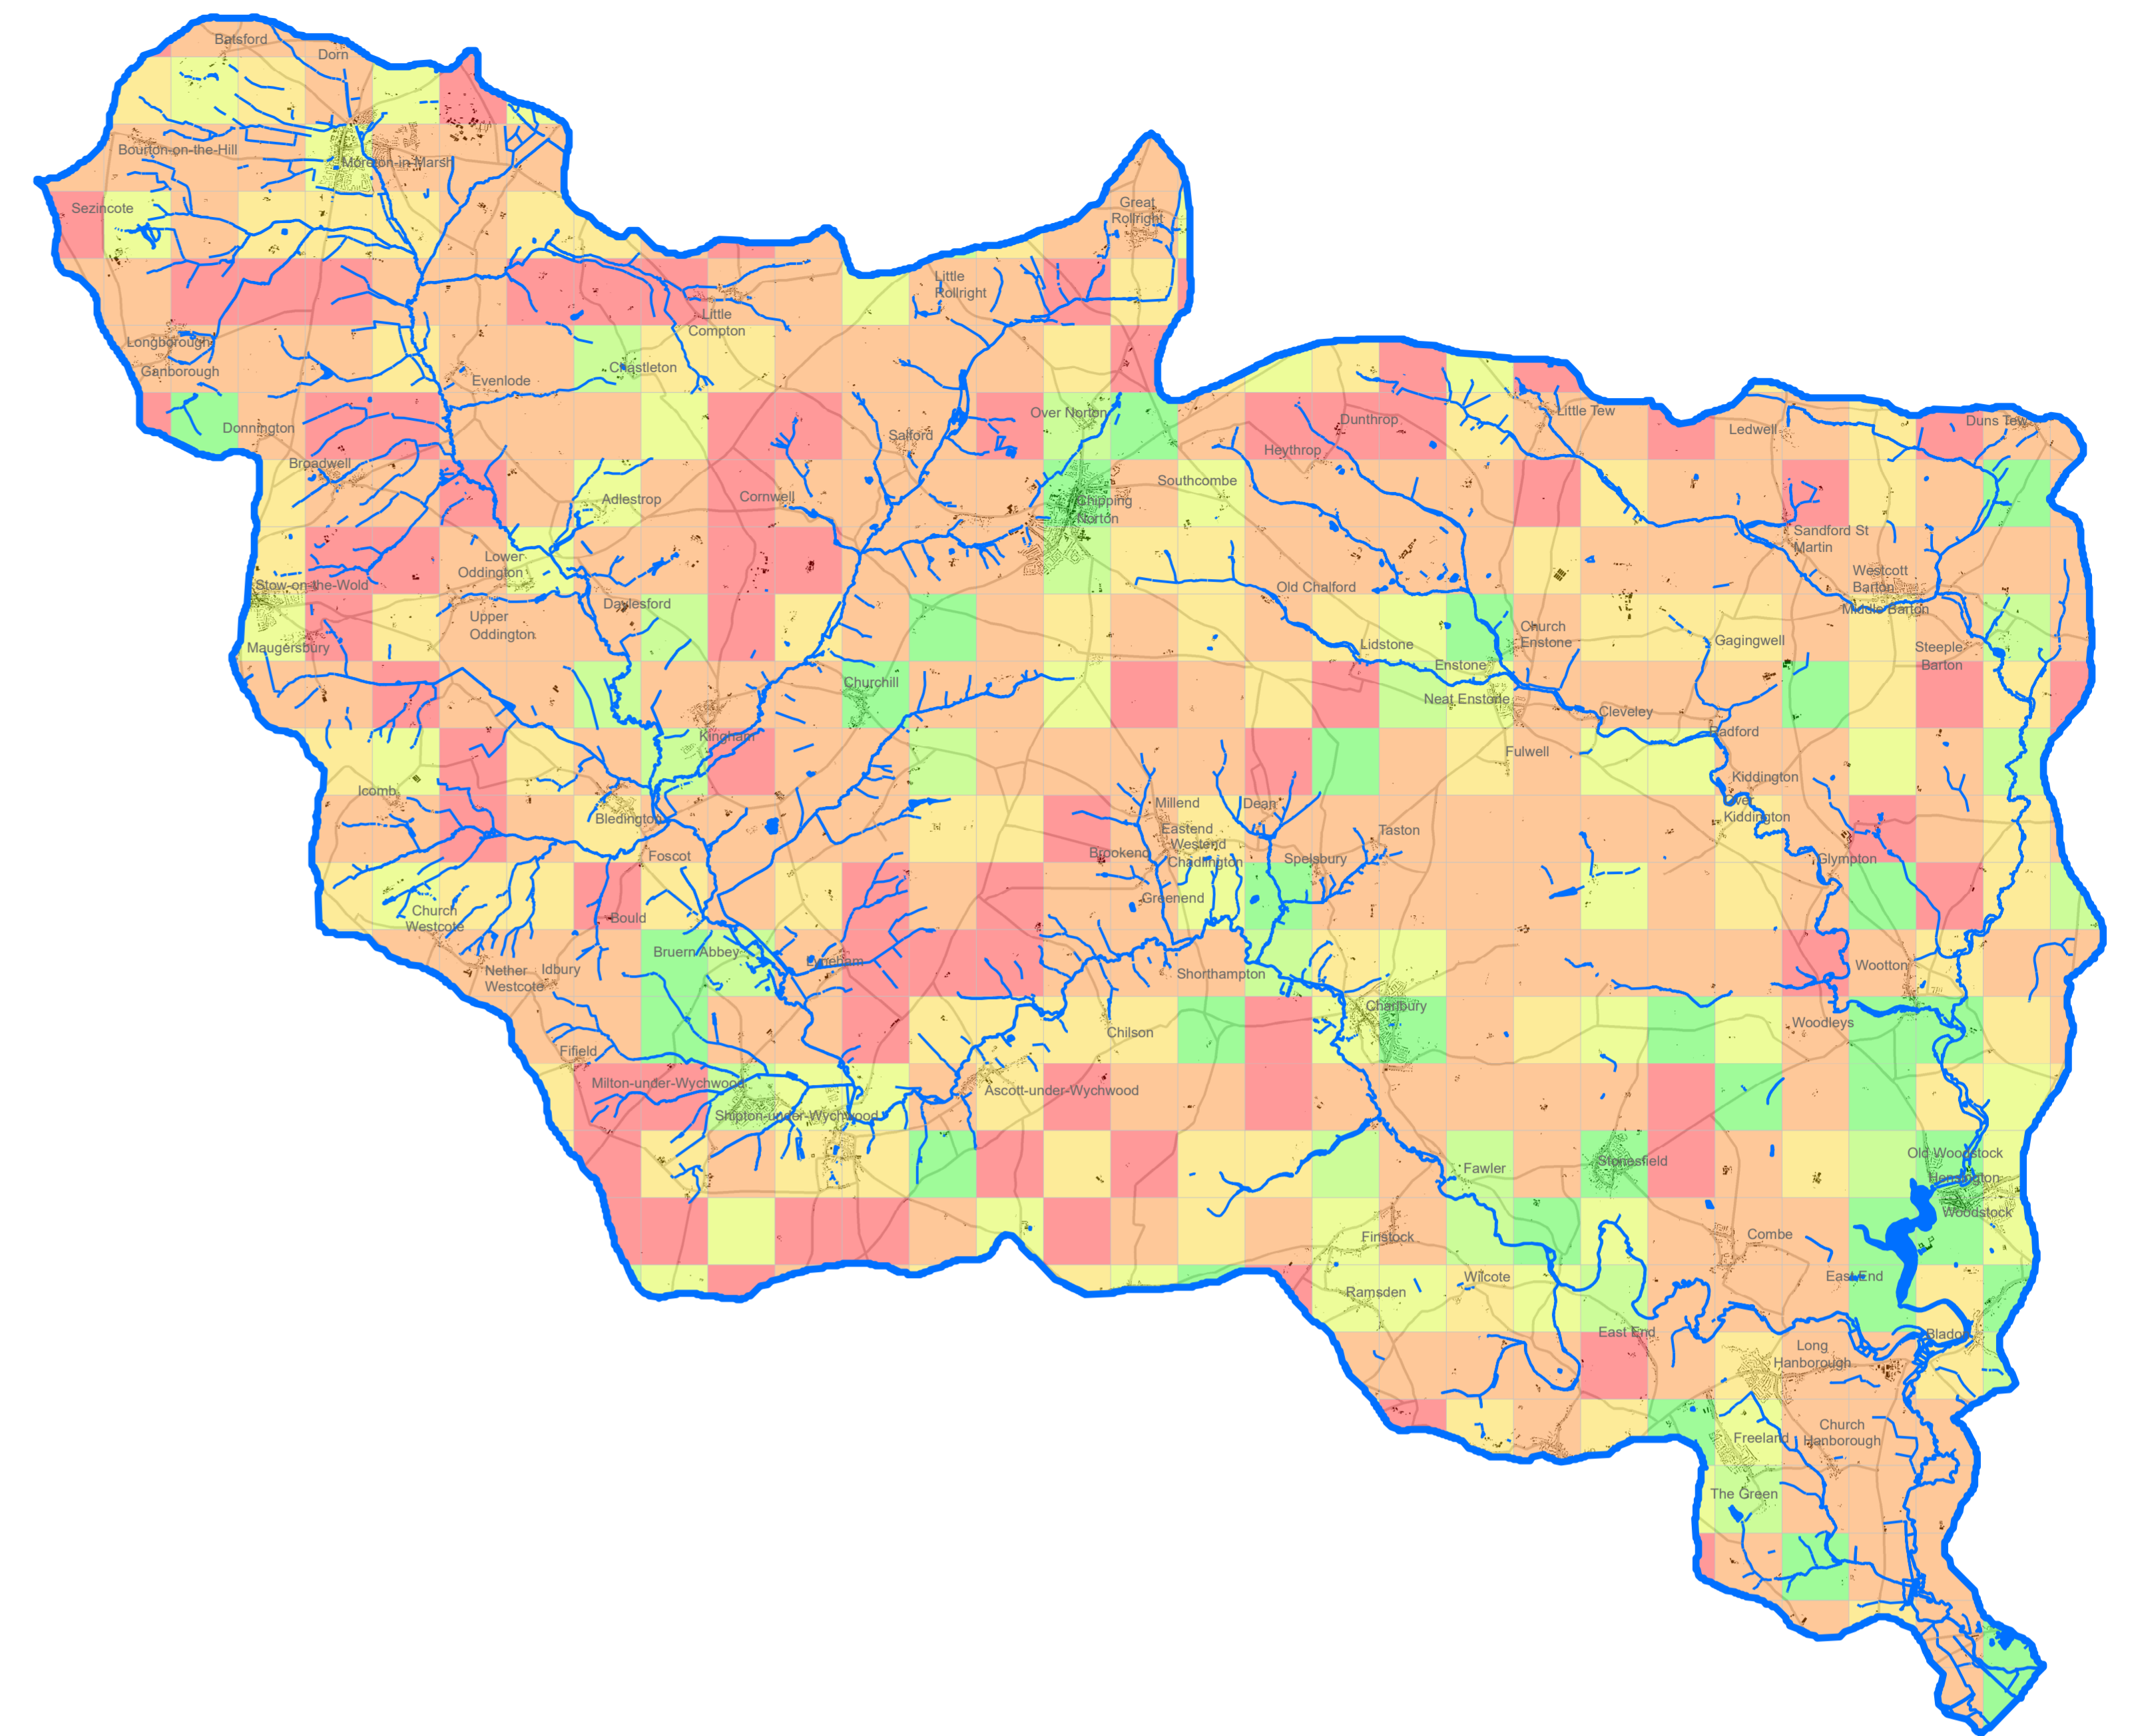 Batsford
Dorn
Bourton-on-the-Hill
Moreton-in-Marsh
Sezincote
Great
Rollright
Little
Rollright
Little
Compton
Longborough
Ganborough
Chastleton
Evenlode
Over Norton
Little Tew
Dunthrop
Duns Tew
Donnington
Salford
Ledwell
Heythrop
Broadwell
Adlestrop
Cornwell
Southcombe
Chipping
Norton
Sandford St
Martin
Lower
Oddington
Stow-on-the-Wold
Old Chalford
Westcott
Barton
Middle Barton
Daylesford
Upper
Oddington
Maugersbury
Church
Enstone
Lidstone
Gagingwell
Steeple
Barton
Enstone
Churchill
Neat Enstone
Cleveley
Kingham
Radford
Fulwell
Icomb
Kiddington
Over
Kiddington
Bledington
Millend
Dean
Eastend
Westend
Chadlington
Taston
Foscot
Brookend
Spelsbury
Glympton
Greenend
Church
Westcote
Bould
Bruern Abbey
Lyneham
Nether
Westcote
Idbury
Shorthampton
Wootton
Charlbury
Woodleys
Chilson
Fifield
Milton-under-Wychwood
Ascott-under-Wychwood
Shipton-under-Wychwood
Fawler
Stonesfield
Old Woodstock
Hensington
Woodstock
Finstock
Combe
Wilcote
East End
Ramsden
East End
Bladon
Long
Hanborough
Church
Hanborough
Freeland
The Green